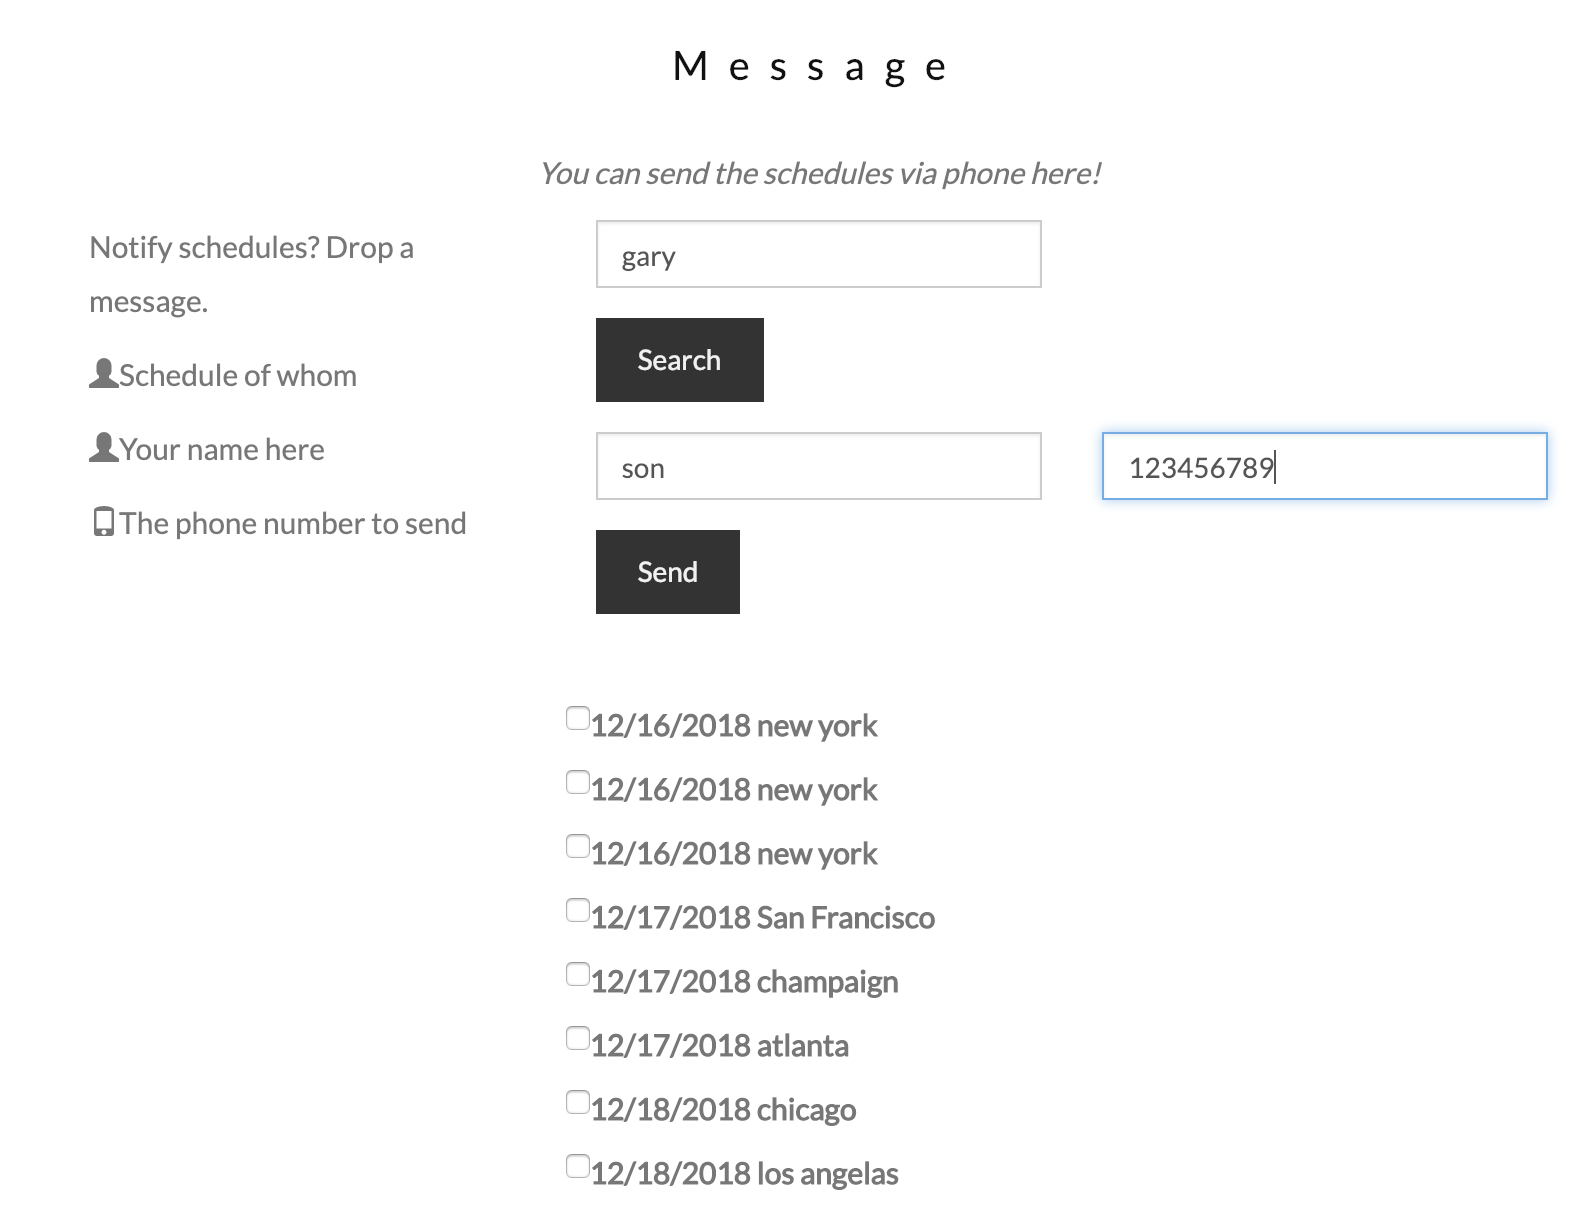 Message
You can send the schedules via phone here!
Notify schedules? Drop a
message.
Schedule of whom
Your name here
The phone number to send
gary
Search
son
123456789
Send
12/16/2018 new york
12/16/2018 new york
12/16/2018 new york
12/17/2018 San Francisco
12/17/2018 champaign
12/17/2018 atlanta
12/18/2018 chicago
12/18/2018 los angelas